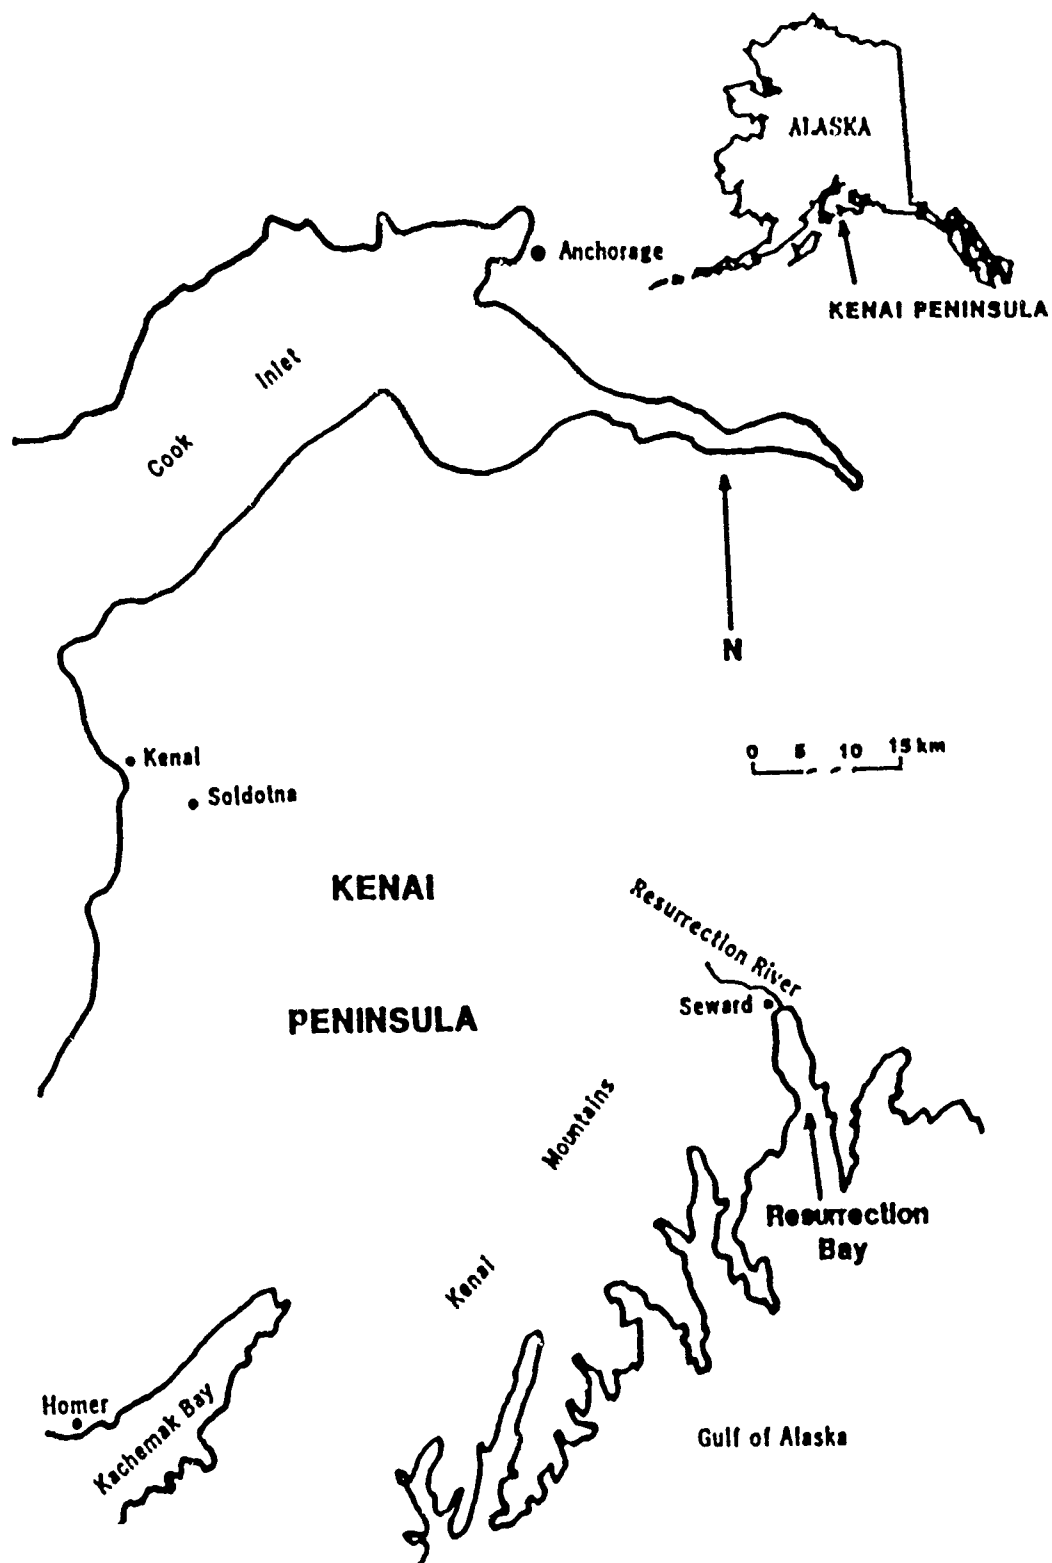 ALASKA
KENAI PENINSULA
Anchorage
Inlet
Cook
N
0 5 10 15 km
Kenai
Soldotna
KENAI
PENINSULA
Resurrection River
Seward
Mountains
Kenai
Resurrection
Bay
Homer
Kachemak Bay
Gulf of Alaska